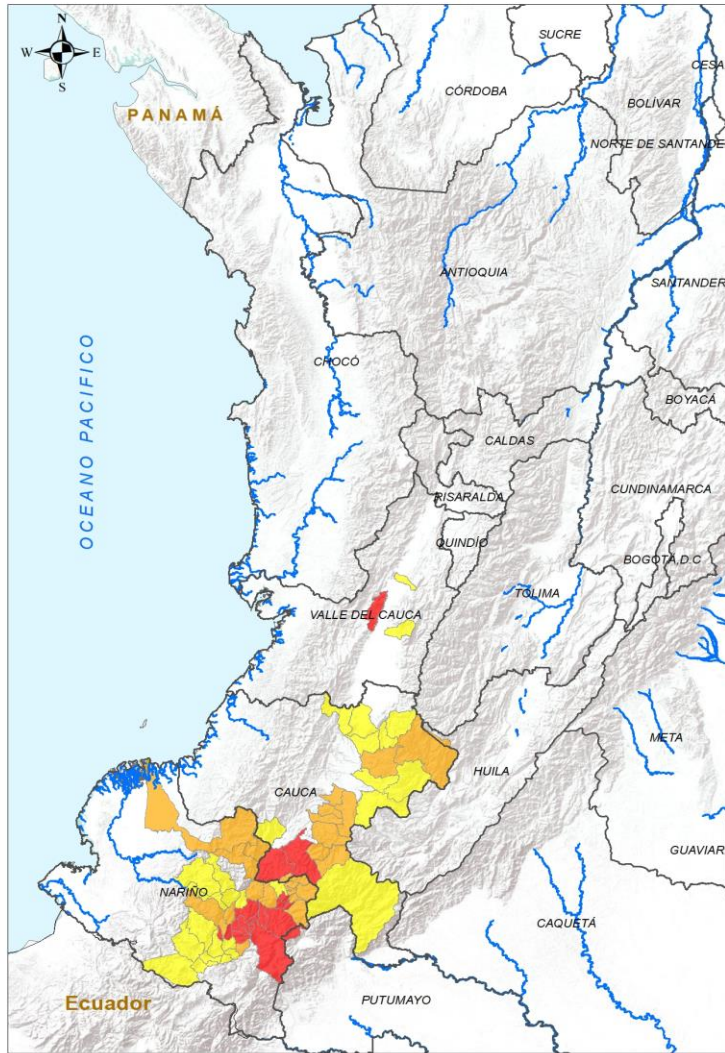 N
W E
S
SUCRE
CÓRDOBA
CESA
BOLÍVAR
PANAMÁ
NORTE DE SANTANDE
ANTIOQUIA
SANTANDER
OCEANO PACIFICO
CHOCÓ
BOYACÁ
CALDAS
CUNDINAMARCA
RISARALDA
QUINDÍO
BOGOTÁ, D.C
TOLIMA
VALLE DEL CAUCA
META
HUILA
CAUCA
GUAVIAR
NARIÑO
CAQUETÁ
Ecuador
PUTUMAYO